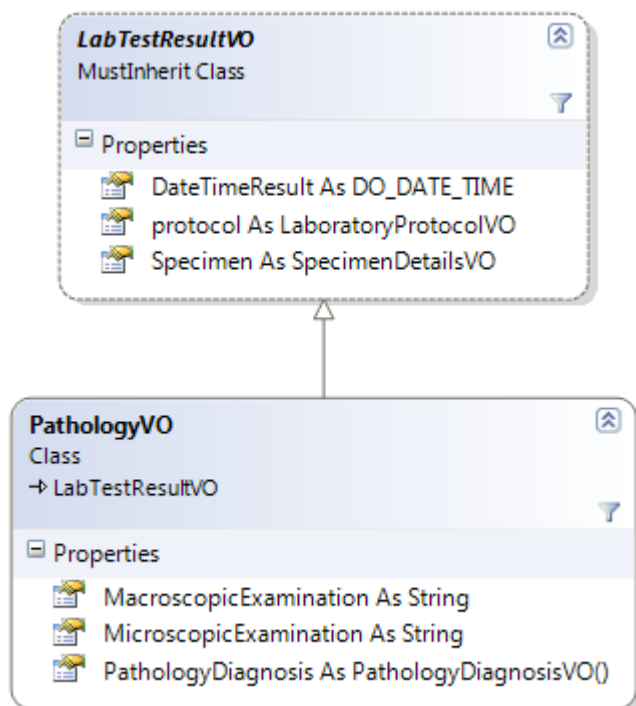 LabTestResultVO
MustInherit Class
Properties
DateTimeResult As DO_DATE_TIME
protocol As LaboratoryProtocolVO
Specimen As SpecimenDetailsVO
PathologyVO
Class
LabTestResultVO
Properties
MacroscopicExamination As String
MicroscopicExamination As String
PathologyDiagnosis As PathologyDiagnosisVO()